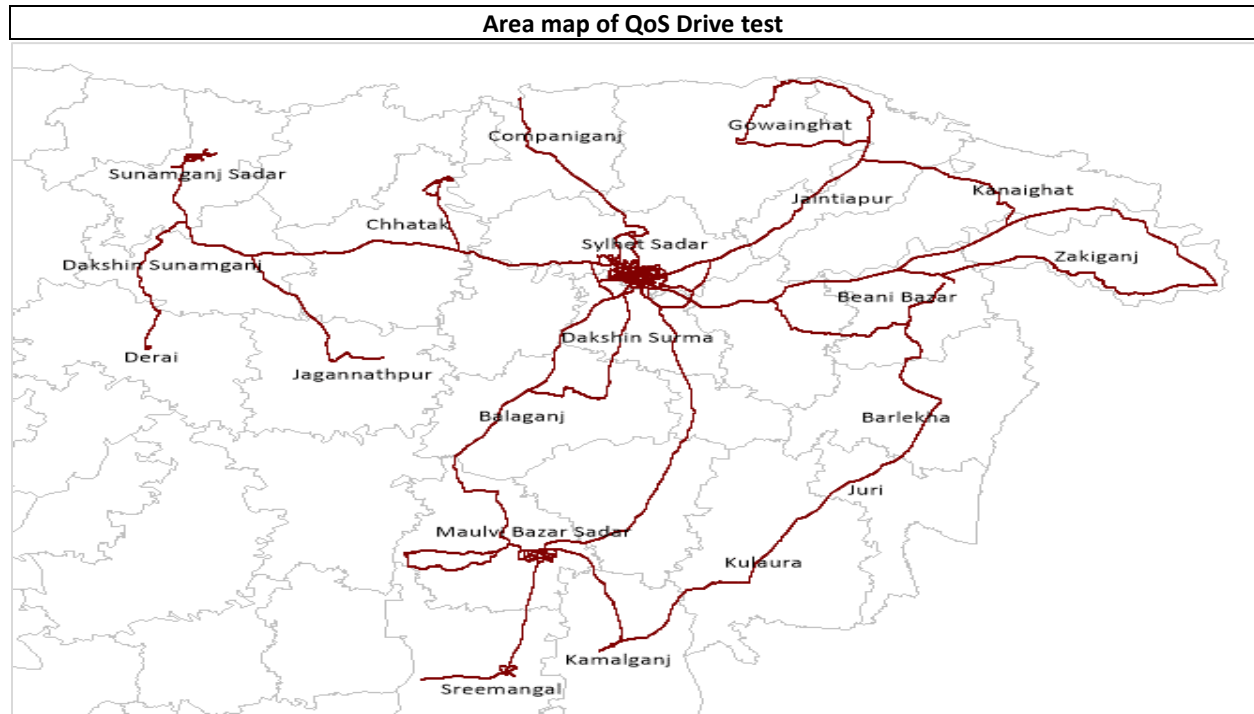 Area map of QoS Drive test
Companiganj
Gowainghat
Sunamganj Sadar
Kanaighat
Jaintiapur
Chhatak
Sylhet Sadar
Zakiganj
Dakshin Sunamganj
Beani Bazar
Dakshin Surma
Derai
Jagannathpur
Balaganj
Barlekha
Juri
Maulvi Bazar Sadar
Kulaura
Kamalganj
Sreemangal